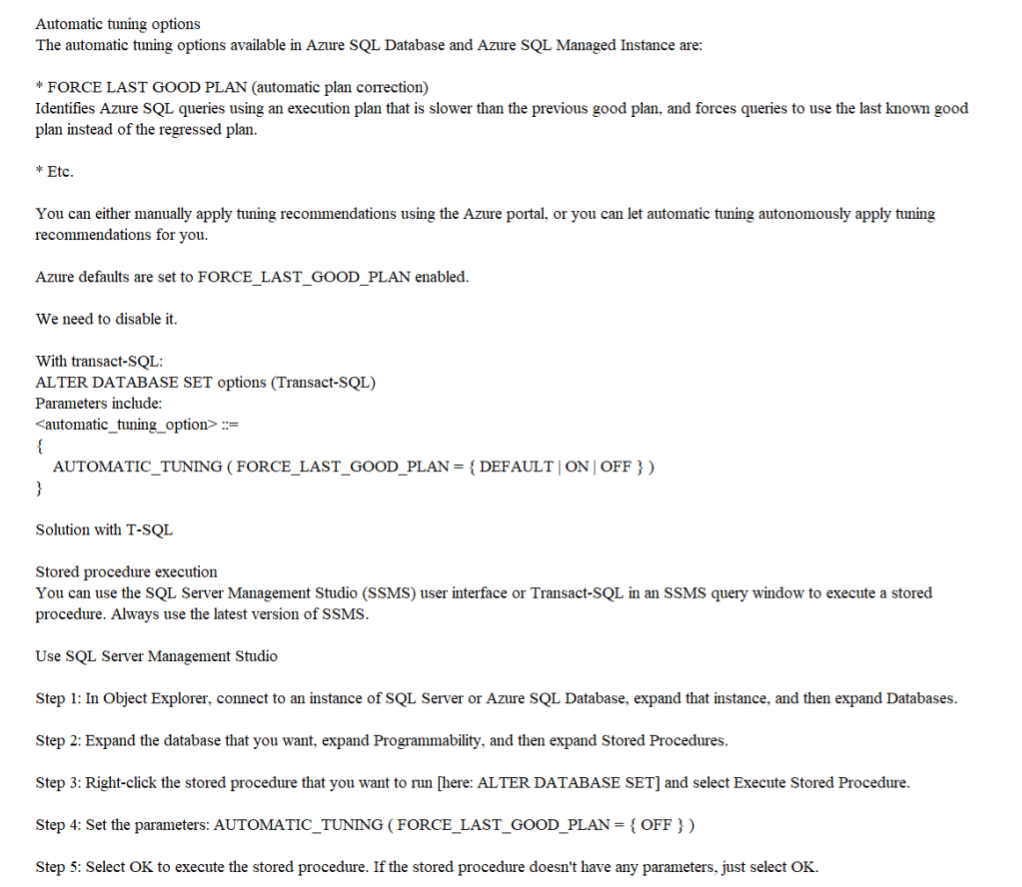 Automatic tuning options
The automatic tuning options available in Azure SQL Database and Azure SQL Managed Instance are:
* FORCE LAST GOOD PLAN (automatic plan correction)
Identifies Azure SQL queries using an execution plan that is slower than the previous good plan, and forces queries to use the last known good
plan instead of the regressed plan.
* Etc.
You can either manually apply tuning recommendations using the Azure portal, or you can let automatic tuning autonomously apply tuning
recommendations for you.
Azure defaults are set to FORCE_LAST_GOOD_PLAN enabled.
We need to disable it.
With transact-SQL:
ALTER DATABASE SET options (Transact-SQL)
Parameters include:
<automatic_tuning_option> ::=
{
AUTOMATIC_TUNING ( FORCE_LAST_GOOD_PLAN = { DEFAULT | ON | OFF } )
}
Solution with T-SQL
Stored procedure execution
You can use the SQL Server Management Studio (SSMS) user interface or Transact-SQL in an SSMS query window to execute a stored
procedure. Always use the latest version of SSMS.
Use SQL Server Management Studio
Step 1: In Object Explorer, connect to an instance of SQL Server or Azure SQL Database, expand that instance, and then expand Databases.
Step 2: Expand the database that you want, expand Programmability, and then expand Stored Procedures.
Step 3: Right-click the stored procedure that you want to run [here: ALTER DATABASE SET] and select Execute Stored Procedure.
Step 4: Set the parameters: AUTOMATIC_TUNING ( FORCE_LAST_GOOD_PLAN = { OFF } )
Step 5: Select OK to execute the stored procedure. If the stored procedure doesn't have any parameters, just select OK.